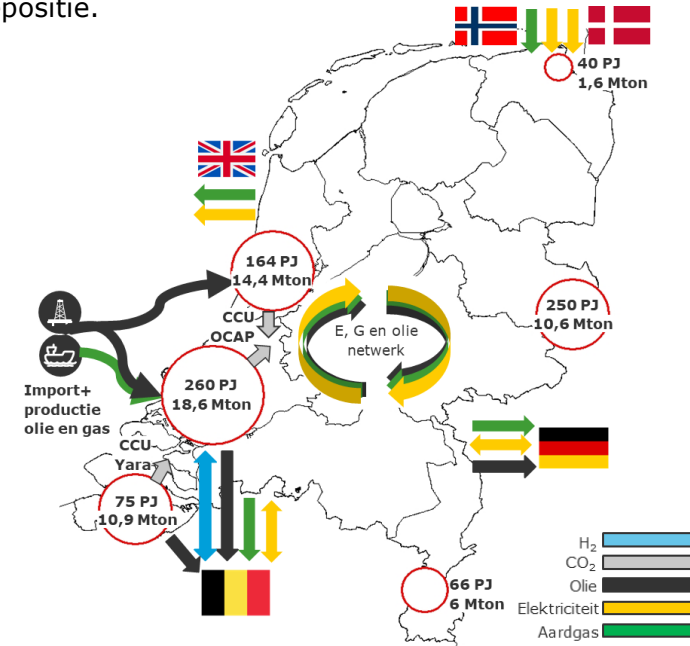 opositie.
40 PJ
1,6 Mton
164 PJ
14,4 Mton
CCU
OCAP
E, G en olie
netwerk
250 PJ
10,6 Mton
260 PJ
18,6 Mton
Import+
productie
olie en gas
CCU
Yara
75 PJ
10,9 Mton
66 PJ
6 Mton
H₂
CO₂
Olie
Elektriciteit
Aardgas